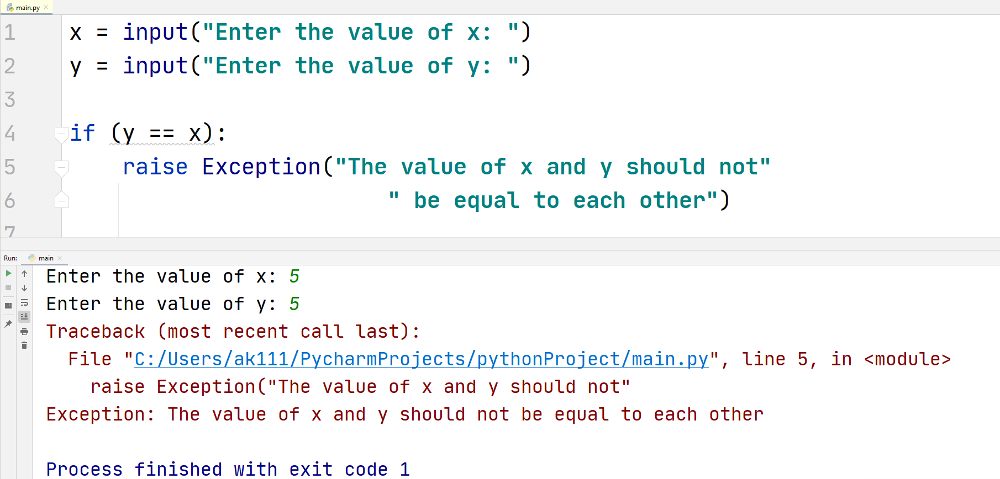 main.py
1 x = input("Enter the value of x: ")
2 y = input("Enter the value of y: ")
3
4 if (y == x):
5     raise Exception("The value of x and y should not"
6                         " be equal to each other")
7
Run: main
Enter the value of x: 5
Enter the value of y: 5
Traceback (most recent call last):
  File "C:/Users/ak111/PycharmProjects/pythonProject/main.py", line 5, in <module>
    raise Exception("The value of x and y should not"
Exception: The value of x and y should not be equal to each other
Process finished with exit code 1